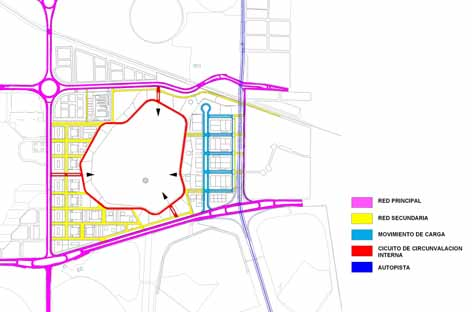 RED PRINCIPAL
RED SECUNDARIA
MOVIMIENTO DE CARGA
CICUITO DE CIRCUNVALACION
INTERNA
AUTOPISTA